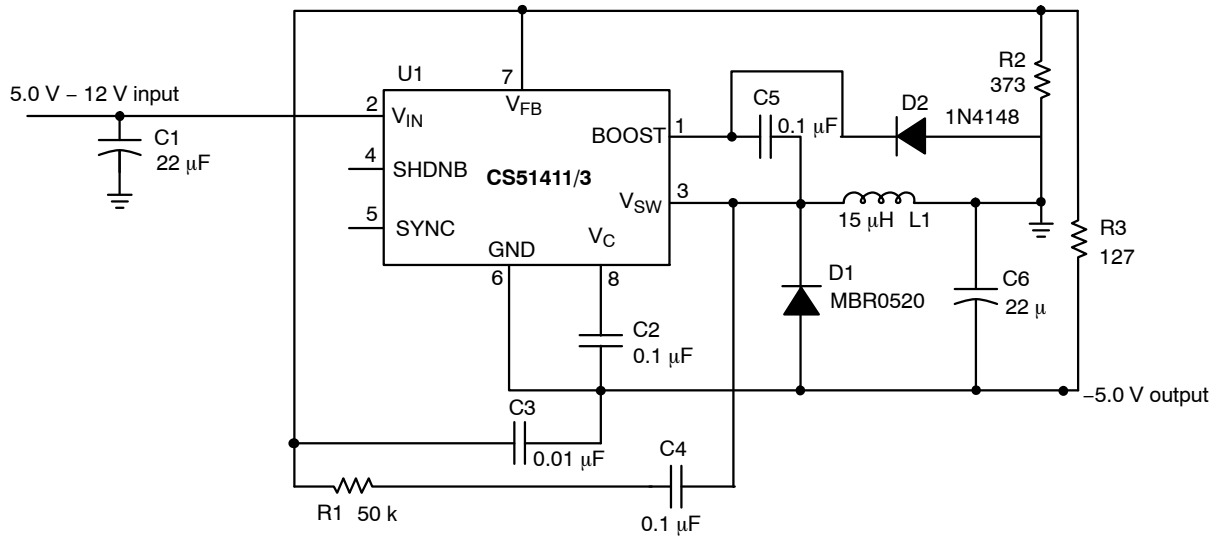 5.0 V – 12 V input
C1
22 µF
U1
2
VIN
4
SHDNB
5
SYNC
7
VFB
BOOST
1
CS51411/3
VSW
3
GND
6
VC
8
C5
0.1 µF
D2
1N4148
R2
373
15 µH L1
R3
127
D1
MBR0520
C6
22 µ
C2
0.1 µF
–5.0 V output
C3
0.01 µF
C4
0.1 µF
R1 50 k